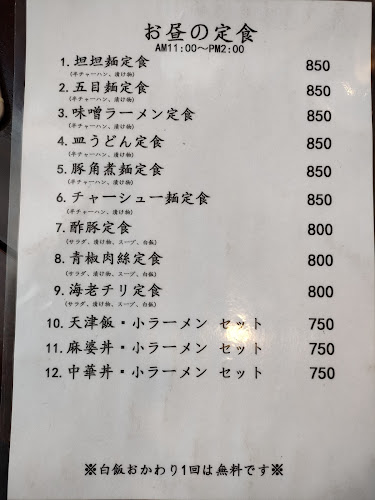 お昼の定食
AM11:00～PM2:00
1. 坦坦麺定食 850
(半チャーハン、漬け物)
2. 五目麺定食 850
(半チャーハン、漬け物)
3. 味噌ラーメン定食 850
(半チャーハン、漬け物)
4. 皿うどん定食 850
(半チャーハン、漬け物)
5. 豚角煮麺定食 850
(半チャーハン、漬け物)
6. チャーシュー麺定食 850
(半チャーハン、漬け物)
7. 酢豚定食 800
(サラダ、漬け物、スープ、白飯)
8. 青椒肉絲定食 800
(サラダ、漬け物、スープ、白飯)
9. 海老チリ定食 800
(サラダ、漬け物、スープ、白飯)
10. 天津飯・小ラーメン セット 750
11. 麻婆丼・小ラーメン セット 750
12. 中華丼・小ラーメン セット 750
※白飯おかわり1回は無料です※